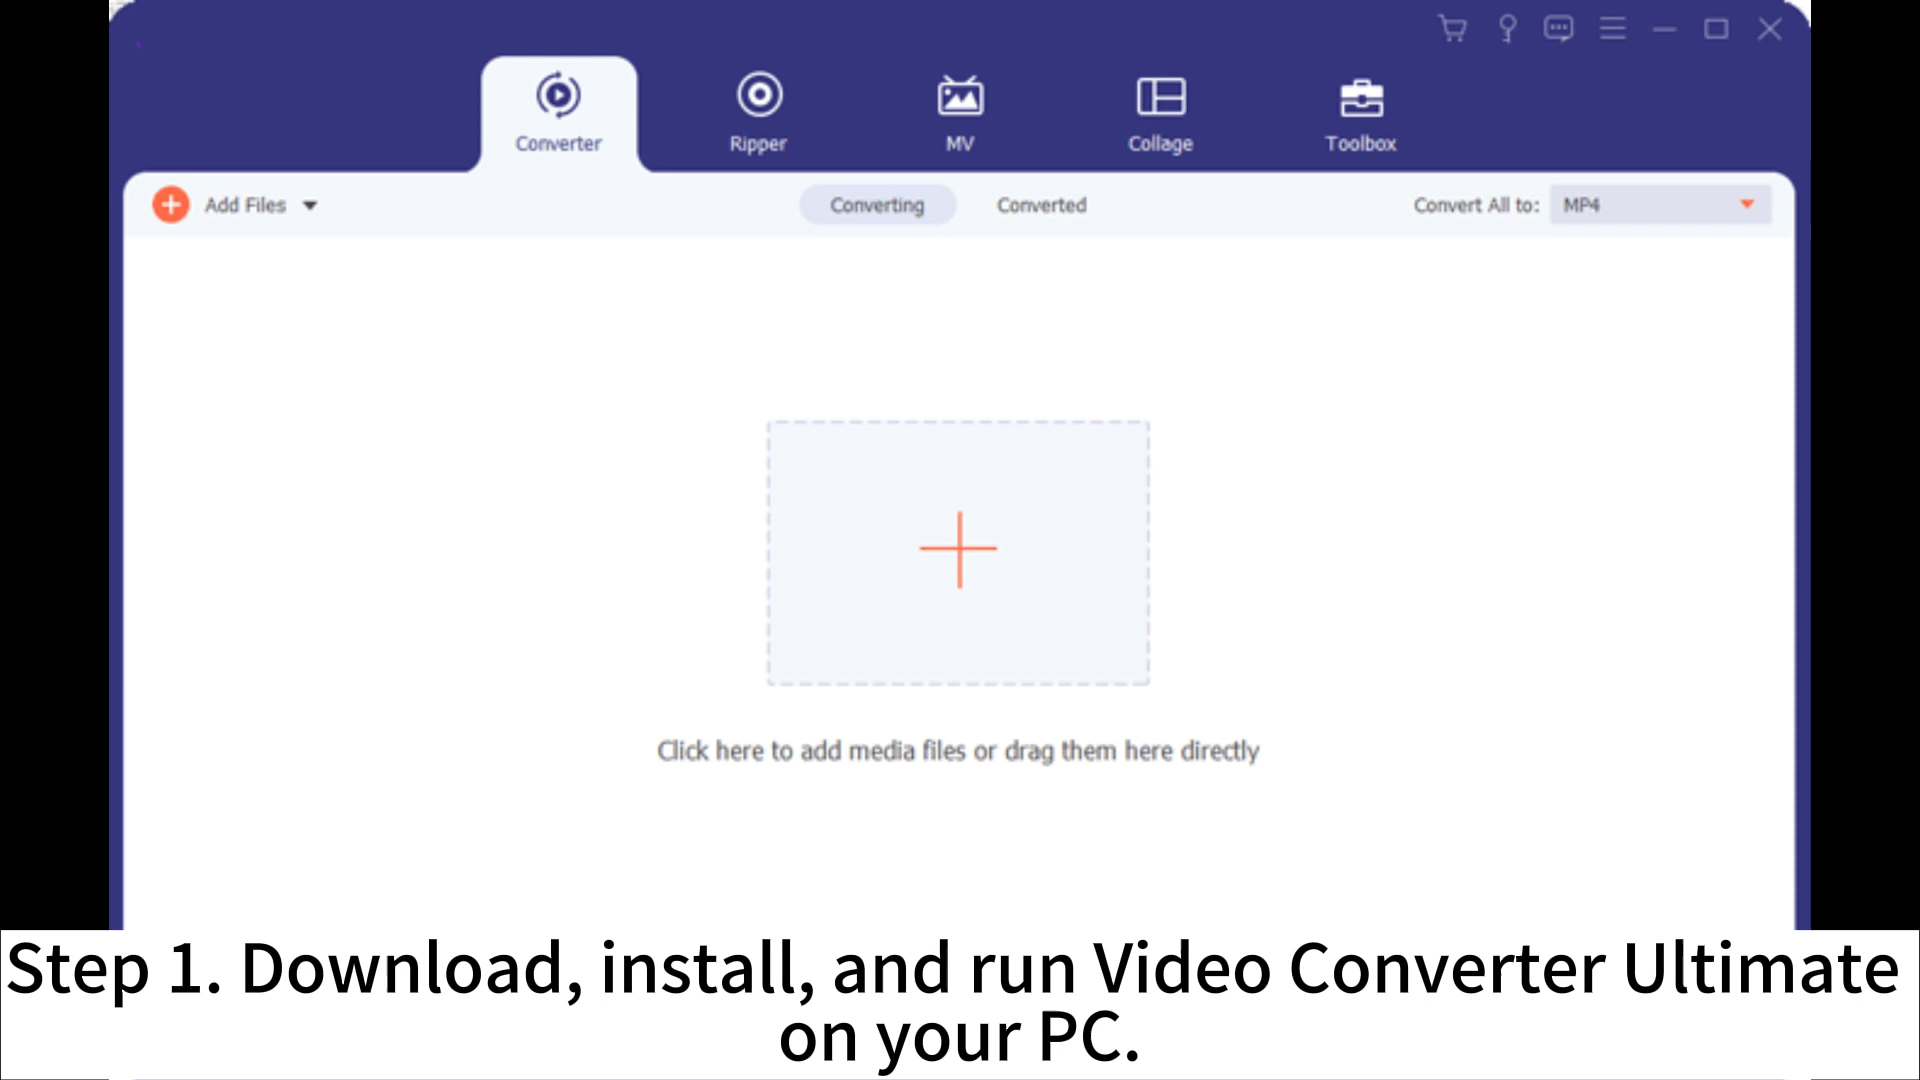 Converter
Ripper
MV
Collage
Toolbox
Add Files
Converting
Converted
Convert All to:
MP4
Click here to add media files or drag them here directly
Step 1. Download, install, and run Video Converter Ultimate
on your PC.